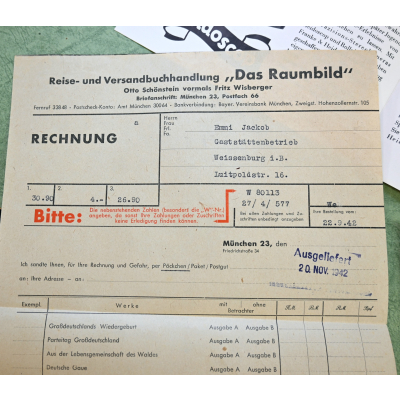 Reise- und Versandbuchhandlung „Das Raumbild"
Otto Schönstein vormals Fritz Wisberger
Briefanschrift: München 23, Postfach 66
Fernruf 33848 - Postscheck-Konto: Amt München 38064 - Bankverbindung: Bayer. Vereinsbank München, Zweigst. Hohenzollernstr. 105
RECHNUNG
Herrn
Frau
Frl.
Fa.
Emmi Jackob
Gaststättenbetrieb
Weissenburg i.B.
Luitpoldstr. 16.
1. 2. 3.
30.90 4.— 26.90
W 80113
27/ 4/ 577
We
Bitte: Die nebenstehenden Zahlen (besonders die „W"-Nr.) angeben, da sonst Ihre Zahlungen oder Zuschriften keine Erledigung finden können.
bei allen Zahlungen und Zuschriften unbedingt anzugeben
Ihre Bestellung vom:
22.9.42
München 23, den
Friedrichstraße 34
Ausgeliefert
20. NOV. 1942
Ich sandte heute, für Ihre Rechnung und Gefahr, per Päckchen / Paket / Postgut
an Ihre Adresse - an:
Exempl. Werke mit Betrachter ohne
Großdeutschlands Wiedergeburt Ausgabe A Ausgabe B
Parteitag Großdeutschland Ausgabe A Ausgabe B
Aus der Lebensgemeinschaft des Waldes Ausgabe A Ausgabe B
Deutsche Gaue Ausgabe A Ausgabe B